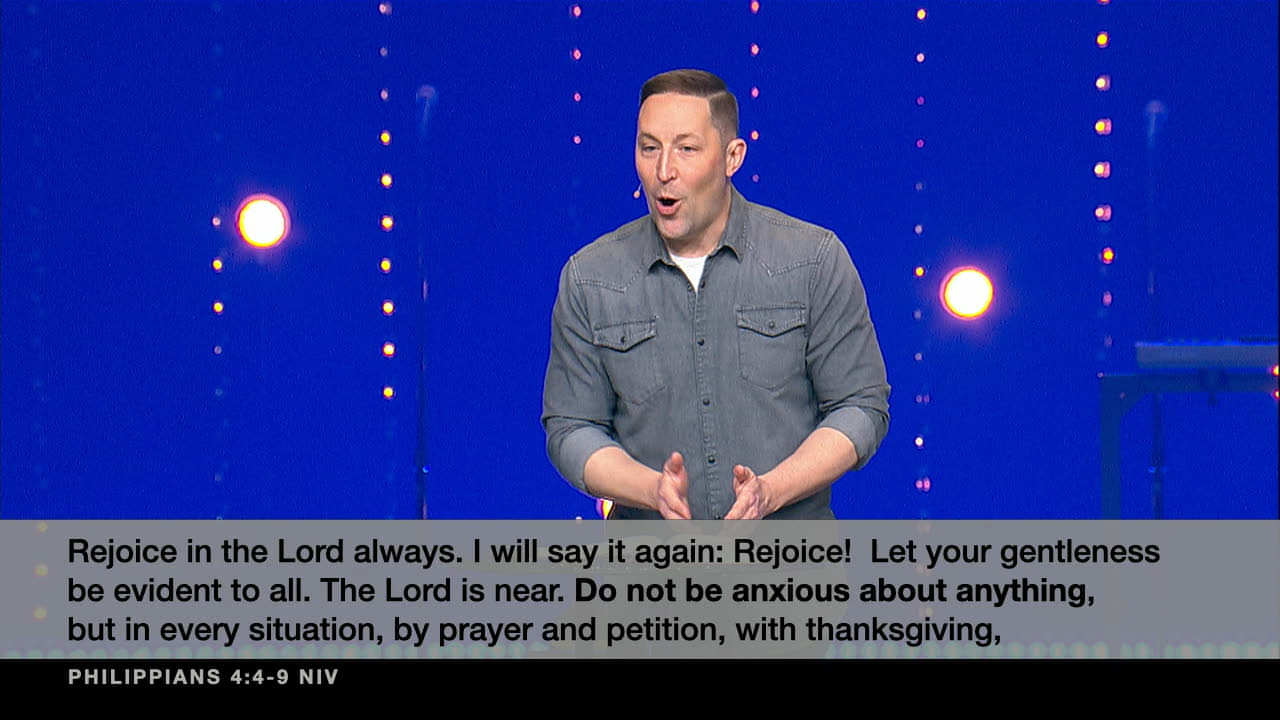 Rejoice in the Lord always. I will say it again: Rejoice!  Let your gentleness
be evident to all. The Lord is near. Do not be anxious about anything,
but in every situation, by prayer and petition, with thanksgiving,
PHILIPPIANS 4:4-9 NIV